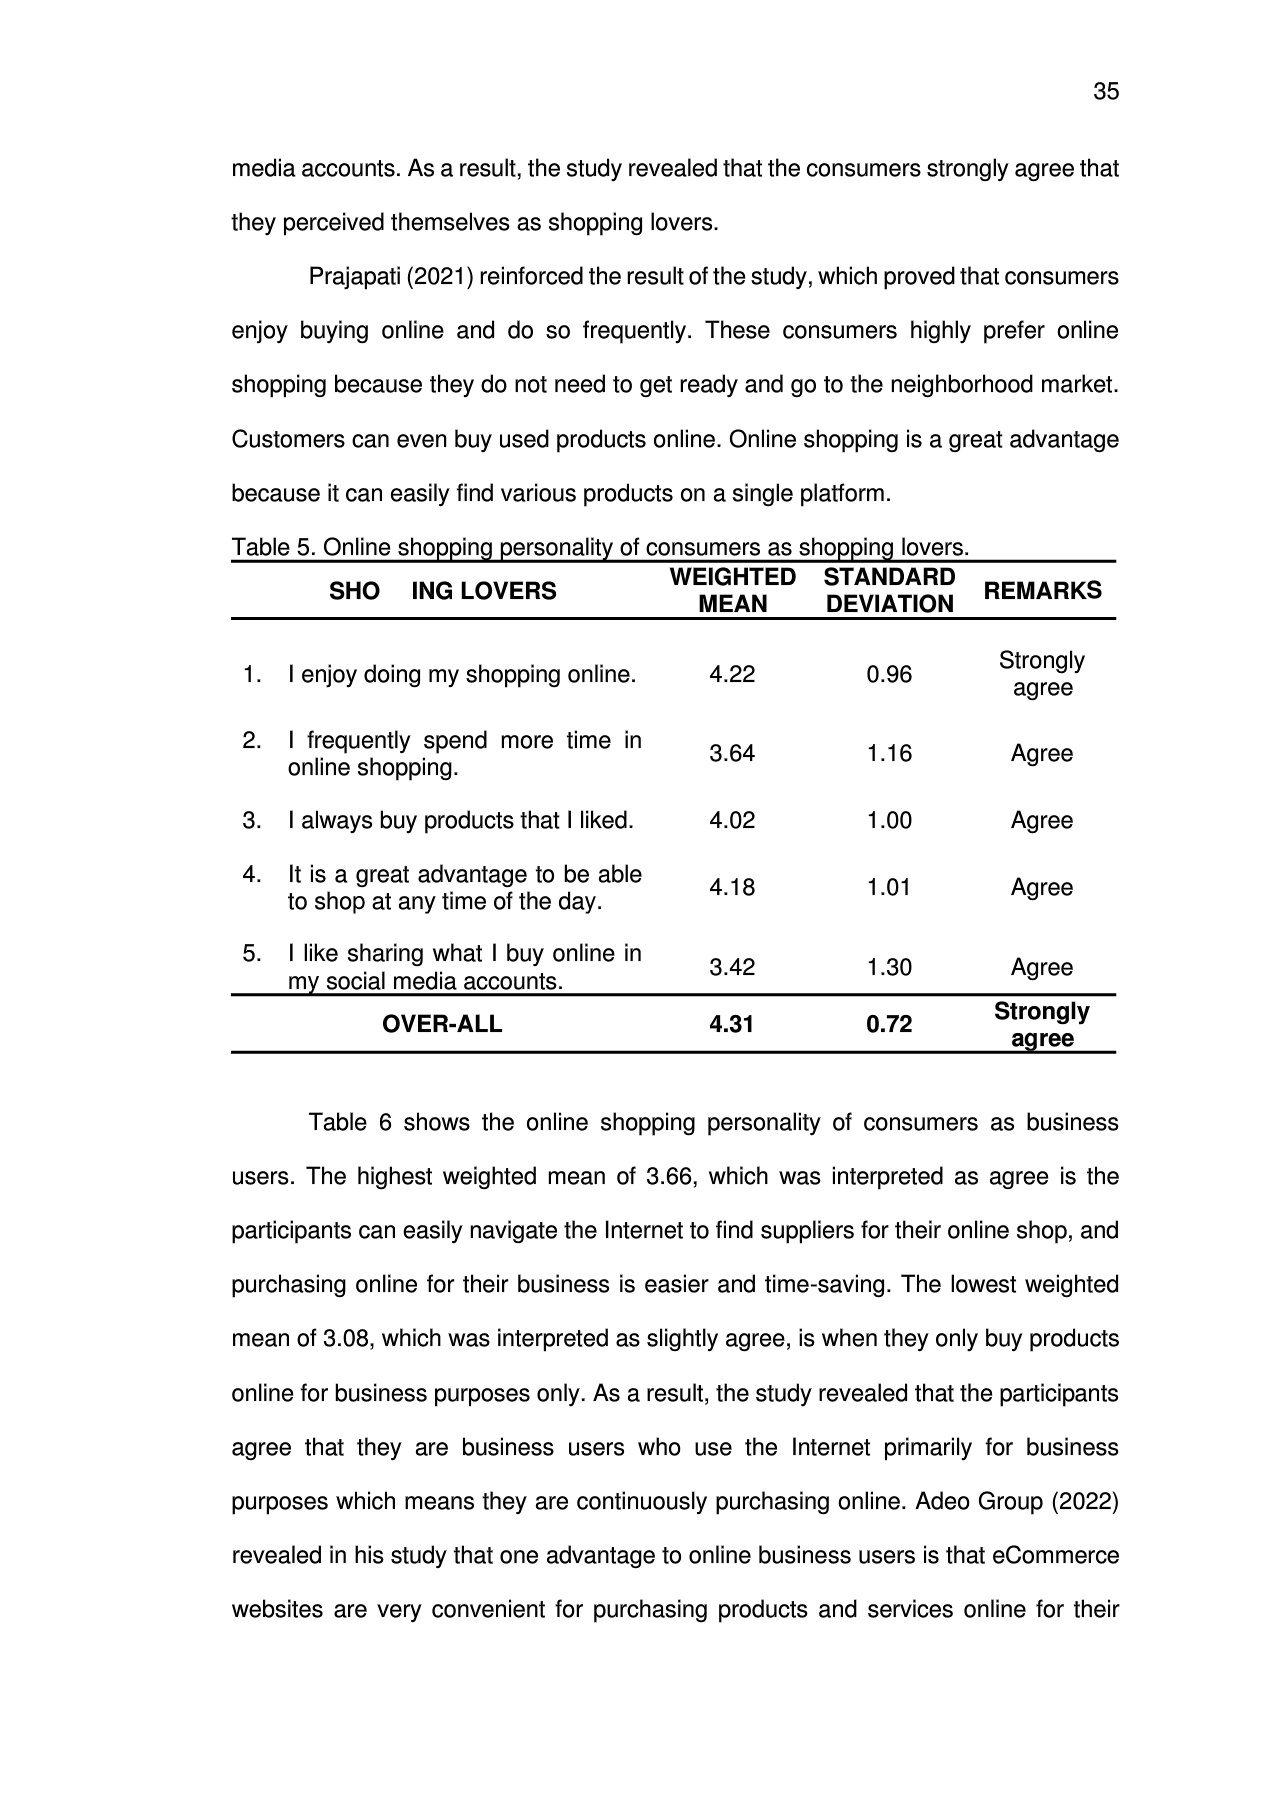 35
media accounts. As a result, the study revealed that the consumers strongly agree that
they perceived themselves as shopping lovers.
Prajapati (2021) reinforced the result of the study, which proved that consumers
enjoy buying online and do so frequently. These consumers highly prefer online
shopping because they do not need to get ready and go to the neighborhood market.
Customers can even buy used products online. Online shopping is a great advantage
because it can easily find various products on a single platform.
Table 5. Online shopping personality of consumers as shopping lovers.
SHO ING LOVERS WEIGHTED MEAN STANDARD DEVIATION REMARKS
1. I enjoy doing my shopping online. 4.22 0.96 Strongly agree
2. I frequently spend more time in
online shopping. 3.64 1.16 Agree
3. I always buy products that I liked. 4.02 1.00 Agree
4. It is a great advantage to be able
to shop at any time of the day. 4.18 1.01 Agree
5. I like sharing what I buy online in
my social media accounts. 3.42 1.30 Agree
OVER-ALL 4.31 0.72 Strongly agree
Table 6 shows the online shopping personality of consumers as business
users. The highest weighted mean of 3.66, which was interpreted as agree is the
participants can easily navigate the Internet to find suppliers for their online shop, and
purchasing online for their business is easier and time-saving. The lowest weighted
mean of 3.08, which was interpreted as slightly agree, is when they only buy products
online for business purposes only. As a result, the study revealed that the participants
agree that they are business users who use the Internet primarily for business
purposes which means they are continuously purchasing online. Adeo Group (2022)
revealed in his study that one advantage to online business users is that eCommerce
websites are very convenient for purchasing products and services online for their